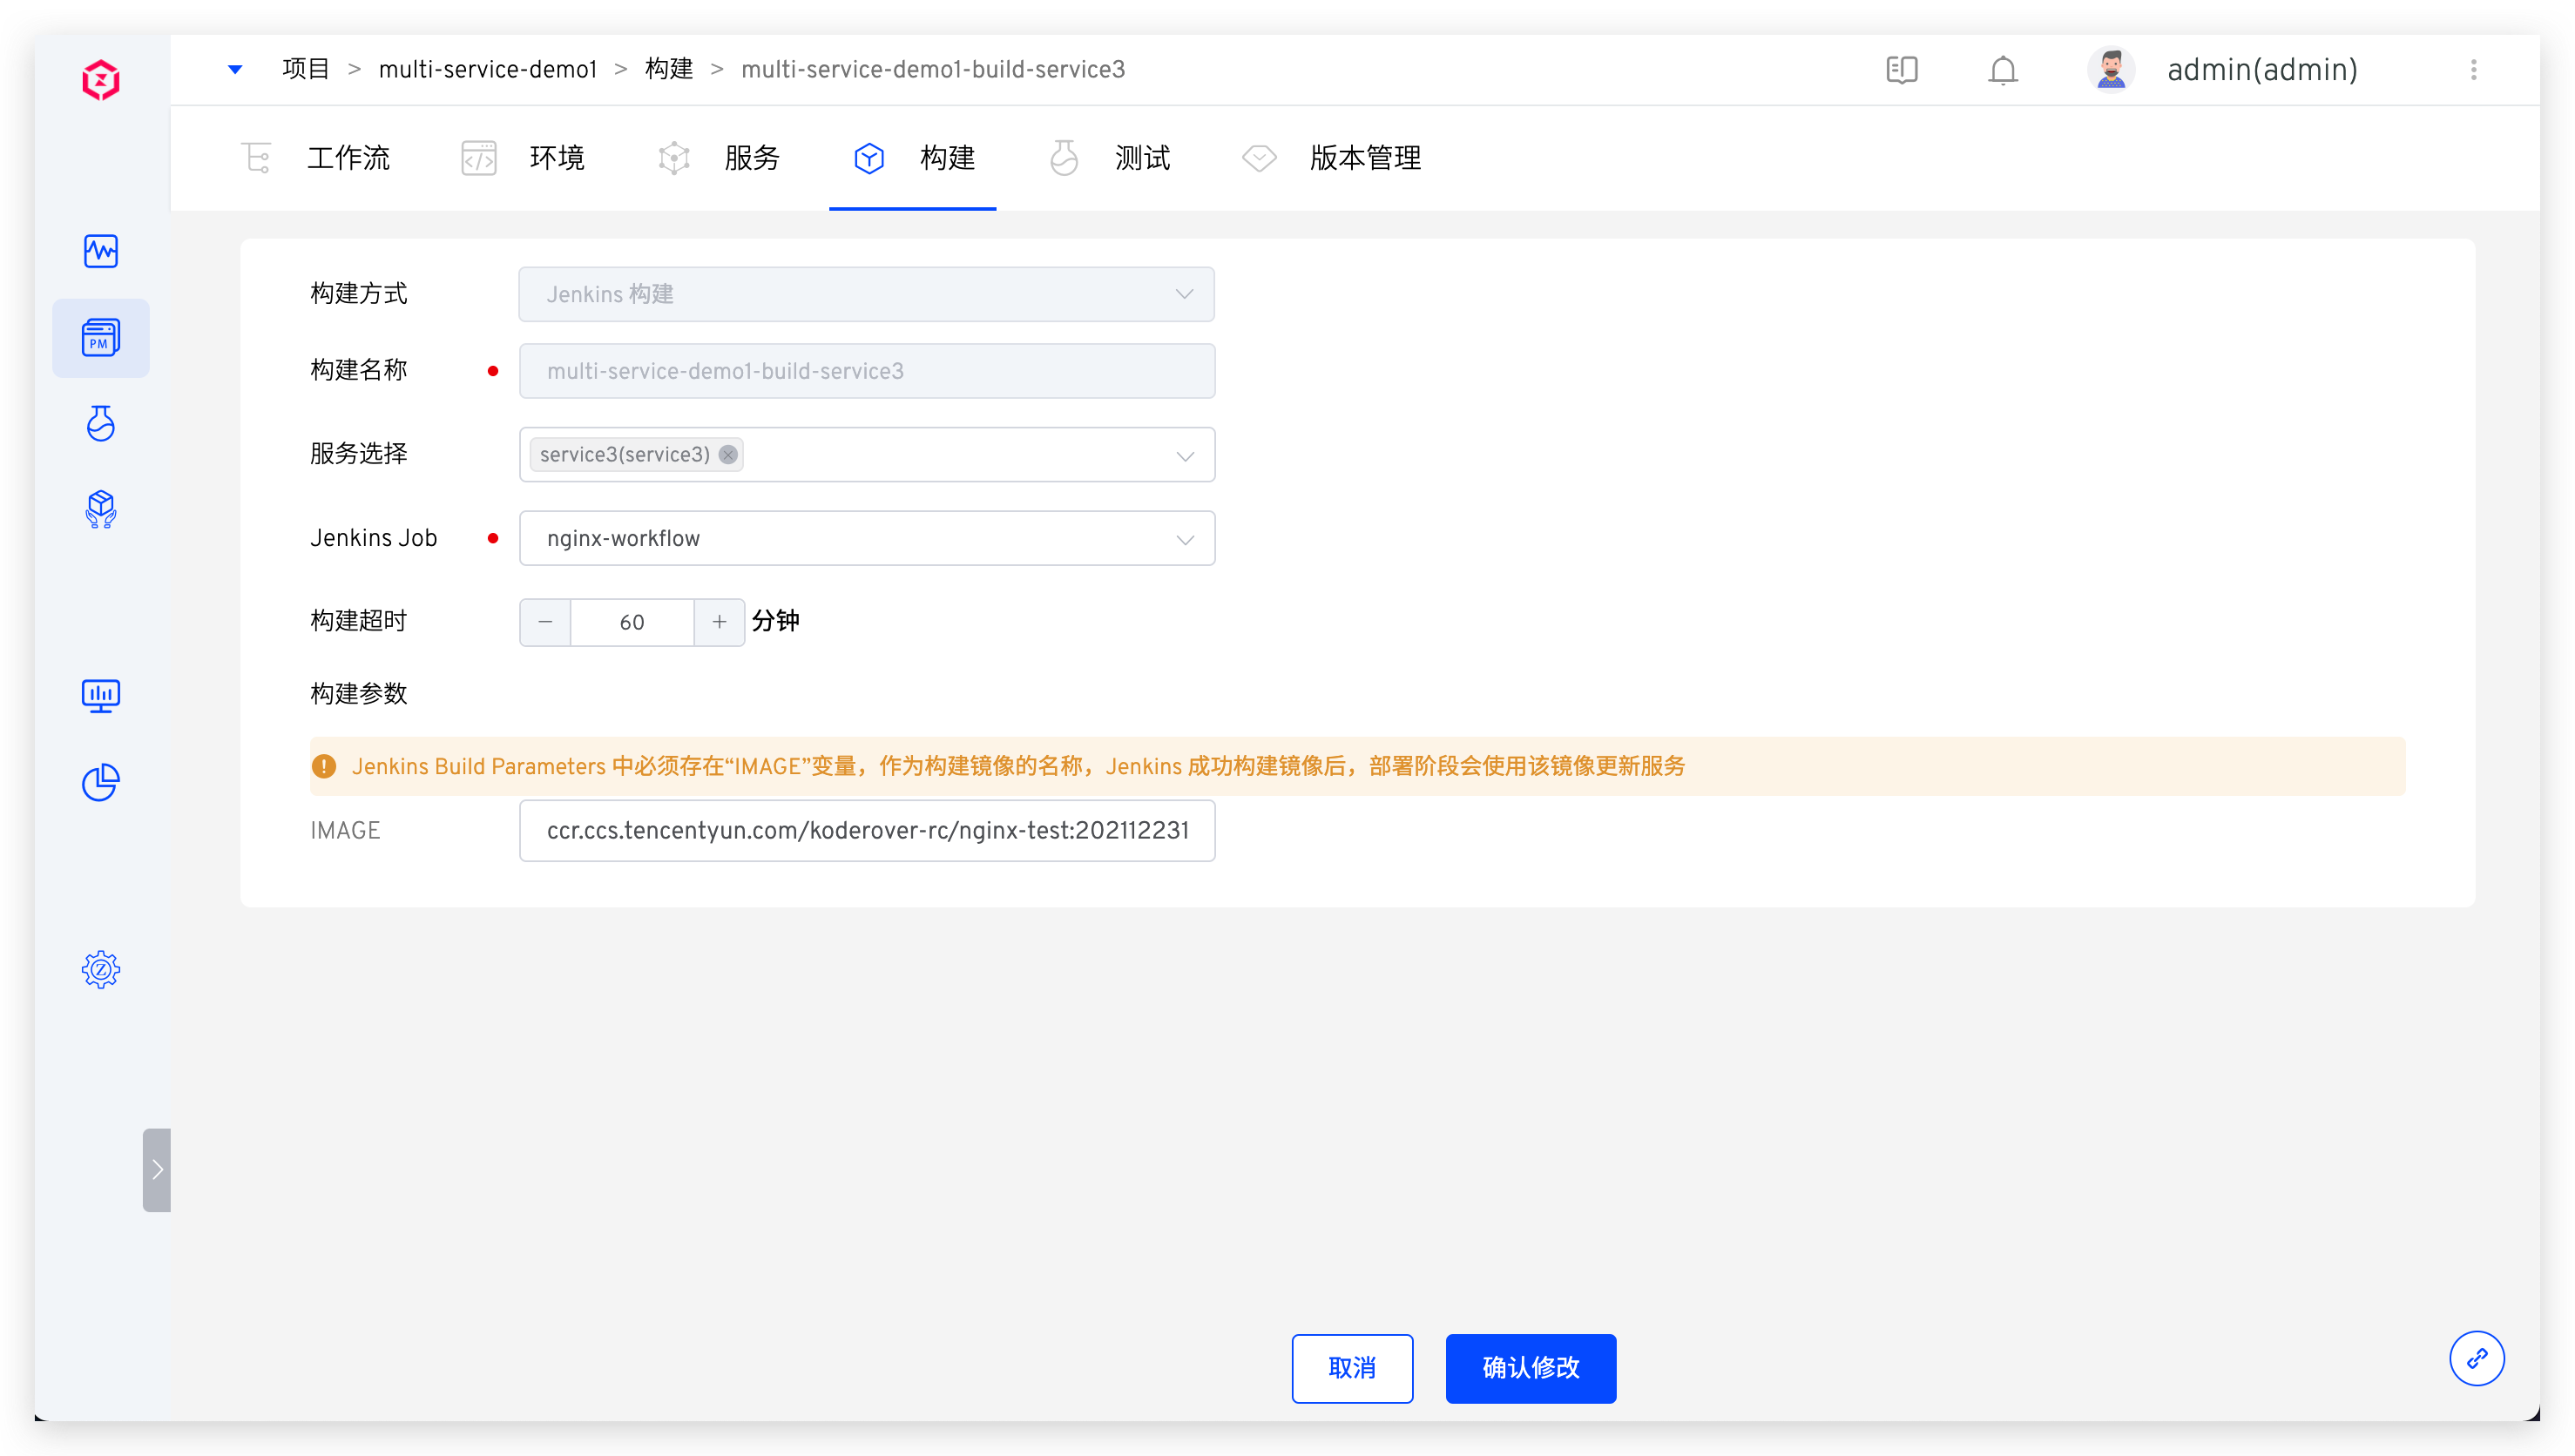 项目 > multi-service-demo1 > 构建 > multi-service-demo1-build-service3
admin(admin)
工作流 环境 服务 构建 测试 版本管理
PM
构建方式 Jenkins 构建
构建名称 multi-service-demo1-build-service3
服务选择 service3(service3)
Jenkins Job nginx-workflow
构建超时 60 分钟
构建参数
Jenkins Build Parameters 中必须存在“IMAGE”变量，作为构建镜像的名称，Jenkins 成功构建镜像后，部署阶段会使用该镜像更新服务
IMAGE ccr.ccs.tencentyun.com/koderover-rc/nginx-test:202112231
取消 确认修改